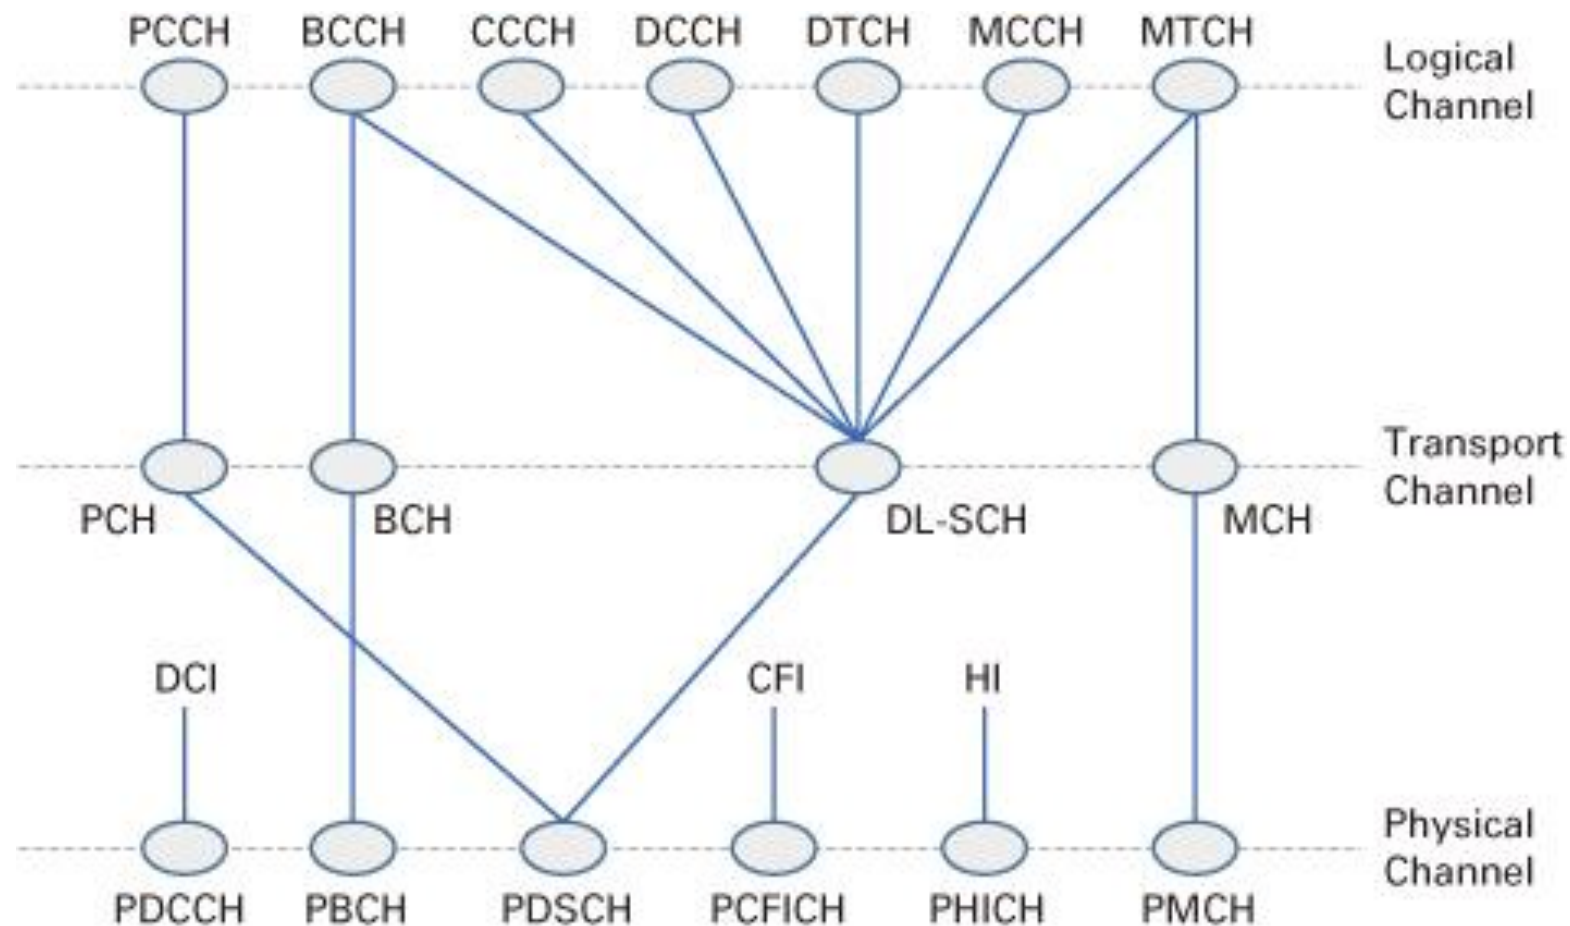 PCCH BCCH CCCH DCCH DTCH MCCH MTCH
Logical
Channel
Transport
Channel
PCH BCH DL-SCH MCH
DCI CFI HI
Physical
Channel
PDCCH PBCH PDSCH PCFICH PHICH PMCH